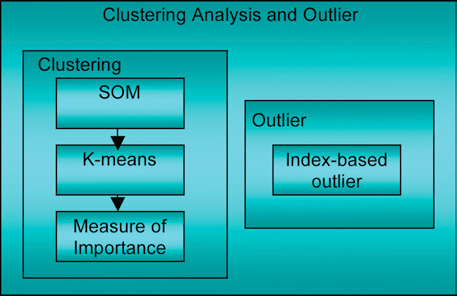 Clustering Analysis and Outlier
Clustering
SOM
K-means
Measure of
Importance
Outlier
Index-based
outlier